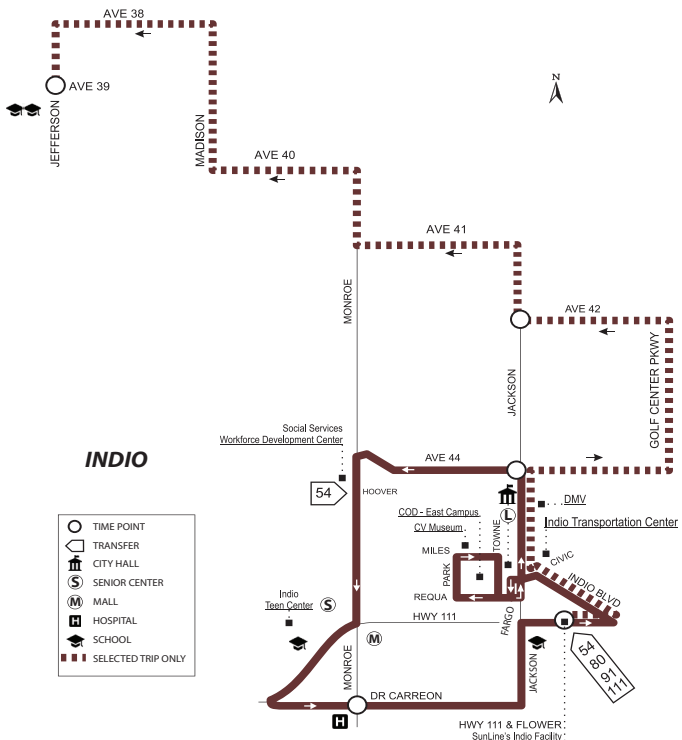 AVE 38
N
AVE 39
JEFFERSON
MADISON
AVE 40
AVE 41
MONROE
AVE 42
JACKSON
GOLF CENTER PKWY
Social Services
Workforce Development Center
AVE 44
INDIO
54
HOOVER
DMV
COD - East Campus
L
Indio Transportation Center
CV Museum
TOWNE
TIME POINT
TRANSFER
CITY HALL
S SENIOR CENTER
M MALL
H HOSPITAL
SCHOOL
SELECTED TRIP ONLY
MILES
CIVIC
PARK
INDIO BLVD
REQUA
Indio
Teen Center
S
HWY 111
FARGO
M
54
80
91
111
MONROE
JACKSON
DR CARREON
H
HWY 111 & FLOWER
SunLine's Indio Facility